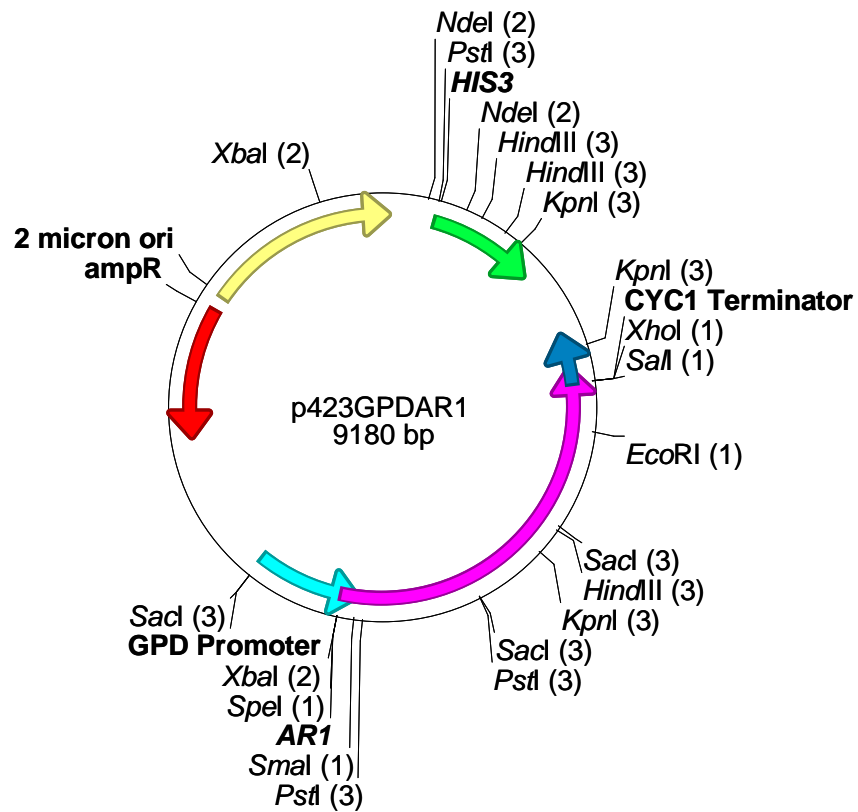 NdeI (2)
PstI (3)
HIS3
NdeI (2)
HindIII (3)
HindIII (3)
KpnI (3)
XbaI (2)
2 micron ori
ampR
KpnI (3)
CYC1 Terminator
XhoI (1)
SalI (1)
p423GPDAR1
9180 bp
EcoRI (1)
SacI (3)
HindIII (3)
KpnI (3)
SacI (3)
PstI (3)
SacI (3)
GPD Promoter
XbaI (2)
SpeI (1)
AR1
SmaI (1)
PstI (3)